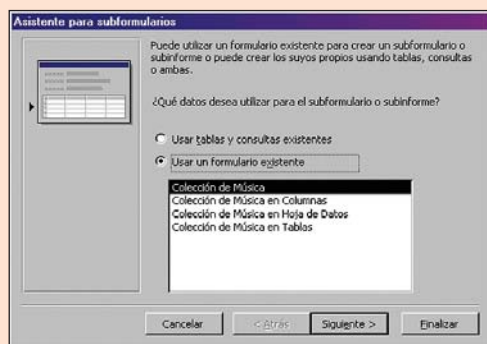 Asistente para subformularios
Puede utilizar un formulario existente para crear un subformulario o
subinforme o puede crear los suyos propios usando tablas, consultas
o ambas.
¿Qué datos desea utilizar para el subformulario o subinforme?
Usar tablas y consultas existentes
Usar un formulario existente
Colección de Música
Colección de Música en Columnas
Colección de Música en Hoja de Datos
Colección de Música en Tablas
Cancelar
< Atrás
Siguiente >
Finalizar